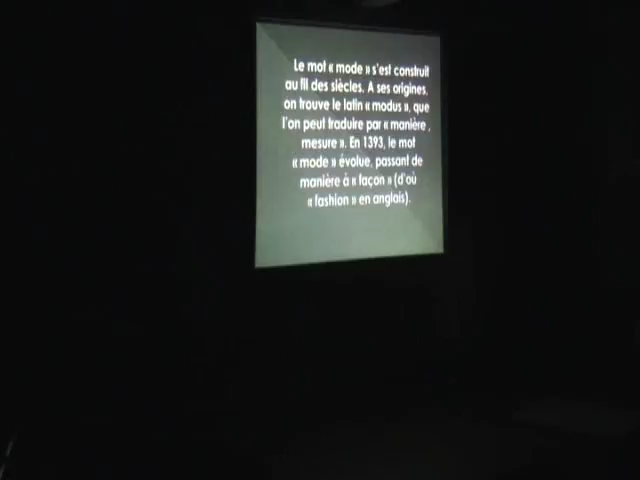 Le mot « mode » s'est construit
au fil des siècles. A ses origines,
on trouve le latin « modus », que
l'on peut traduire par « manière ,
mesure ». En 1393, le mot
« mode » évolue, passant de
manière à « façon » (d'où
« fashion » en anglais).